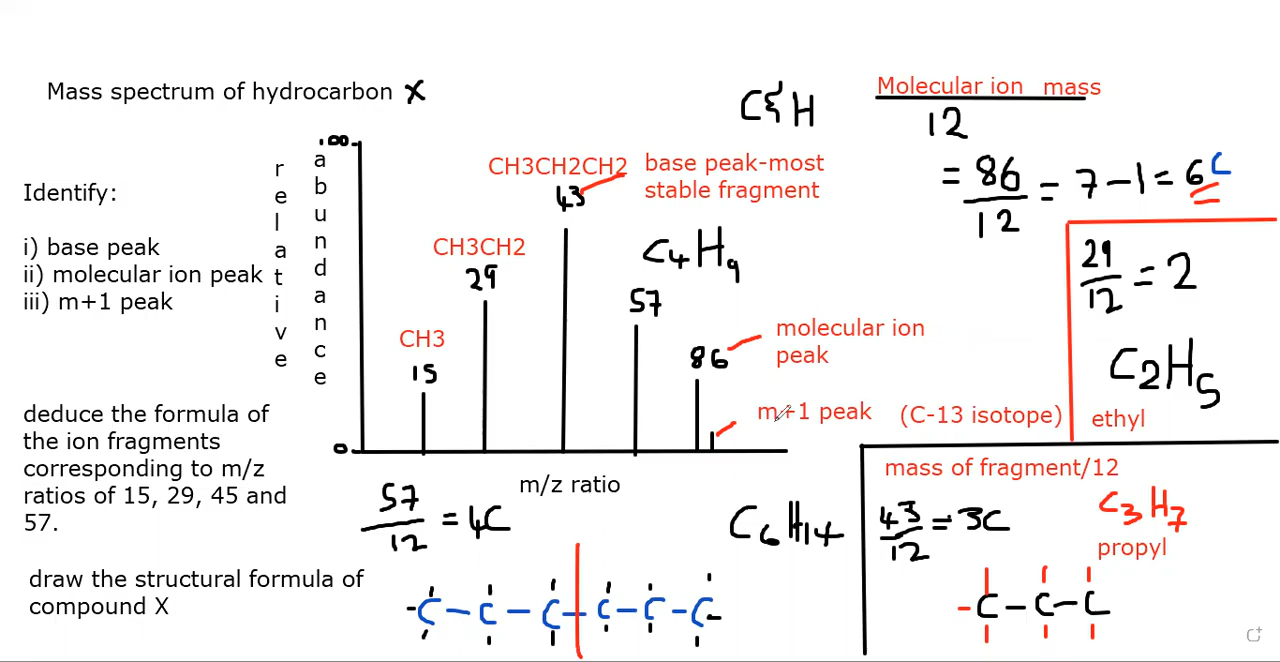 Mass spectrum of hydrocarbon X
Identify:
i) base peak
ii) molecular ion peak
iii) m+1 peak
deduce the formula of
the ion fragments
corresponding to m/z
ratios of 15, 29, 45 and
57.
draw the structural formula of
compound X
relative
abundance
100
0
CH3
15
CH3CH2
29
CH3CH2CH2
43
base peak-most
stable fragment
C & H
C4H9
57
86
molecular ion
peak
m+1 peak (C-13 isotope)
m/z ratio
57/12 = 4C
C6H14
C – C – C – C – C – C
Molecular ion mass
12
= 86/12 = 7 – 1 = 6C
29/12 = 2
C2H5
ethyl
mass of fragment/12
43/12 = 3C
C3H7
propyl
C – C – C